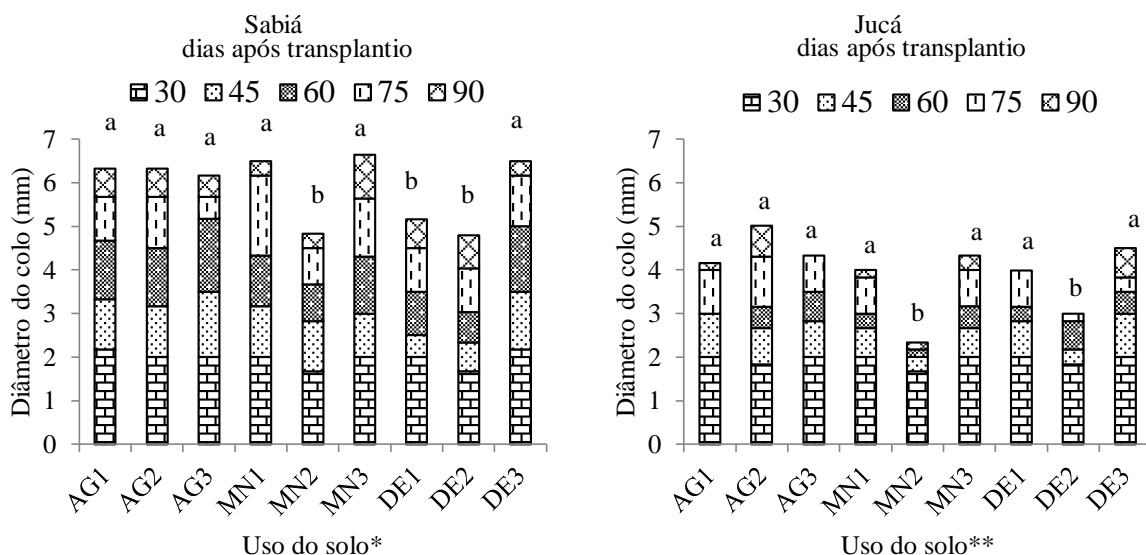 Sabiá
dias após transplantio
30 45 60 75 90
a a a a b a b b a
Diâmetro do colo (mm)
7
6
5
4
3
2
1
0
AG1 AG2 AG3 MN1 MN2 MN3 DE1 DE2 DE3
Uso do solo*
Jucá
dias após transplantio
30 45 60 75 90
a a a a b a a b a
Diâmetro do colo (mm)
7
6
5
4
3
2
1
0
AG1 AG2 AG3 MN1 MN2 MN3 DE1 DE2 DE3
Uso do solo**